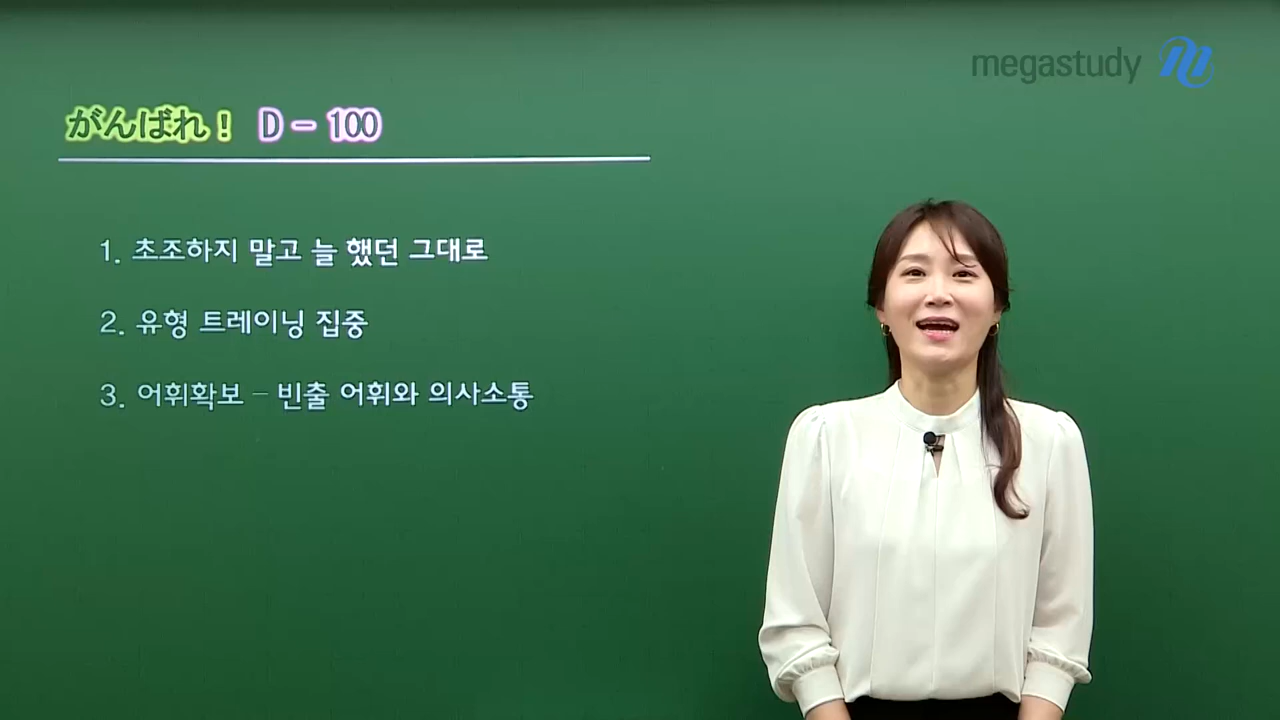 megastudy
がんばれ! D-100
1. 초조하지 말고 늘 했던 그대로
2. 유형 트레이닝 집중
3. 어휘확보 - 빈출 어휘와 의사소통